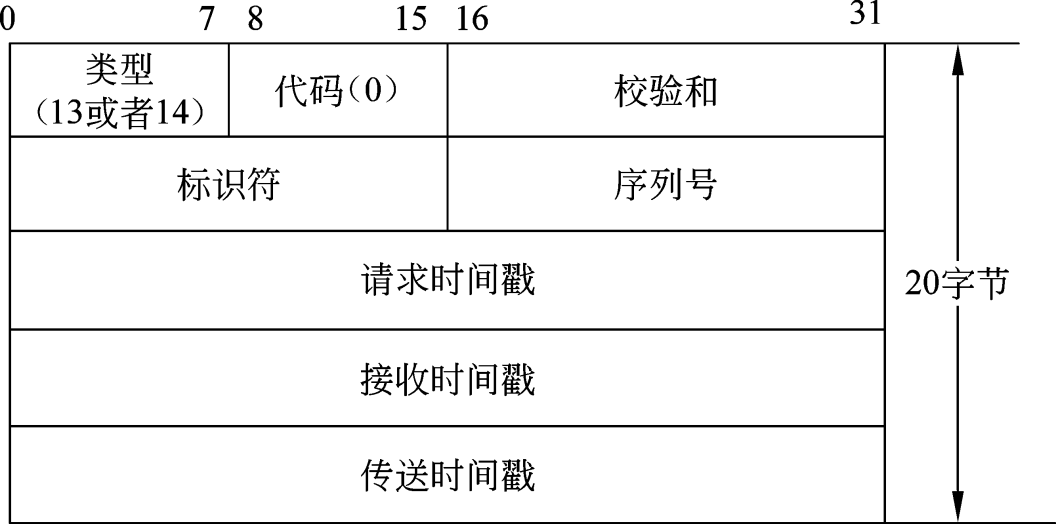 0 7 8 15 16 31
类型
(13或者14)
代码(0)
校验和
标识符
序列号
请求时间戳
20字节
接收时间戳
传送时间戳